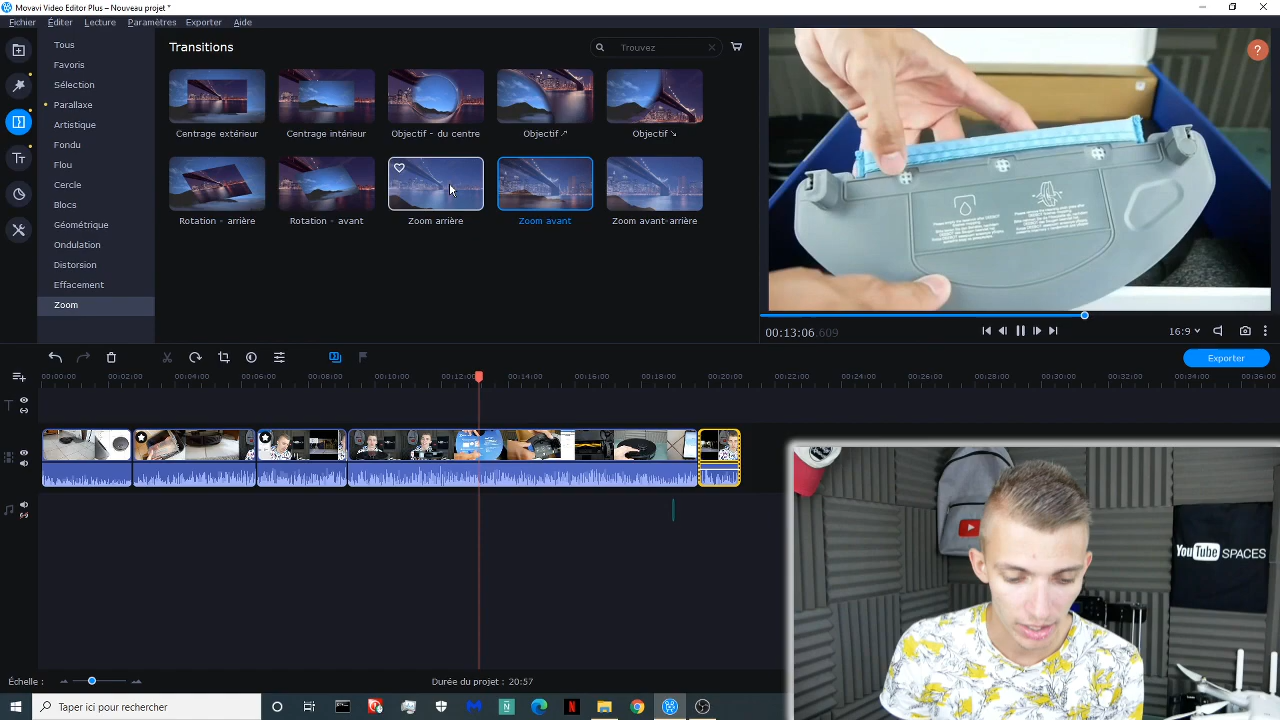 Movavi Video Editor Plus – Nouveau projet *
Fichier Éditer Lecture Paramètres Exporter Aide
Tous
Favoris
Sélection
Parallaxe
Artistique
Fondu
Flou
Cercle
Blocs
Géométrique
Ondulation
Distorsion
Effacement
Zoom
Transitions
Trouvez
Centrage extérieur
Centrage intérieur
Objectif - du centre
Objectif ↗
Objectif ↘
Rotation - arrière
Rotation - avant
Zoom arrière
Zoom avant
Zoom avant-arrière
?
00:13:06.609
16:9
Exporter
00:00:00 00:02:00 00:04:00 00:06:00 00:08:00 00:10:00 00:12:00 00:14:00 00:16:00 00:18:00 00:20:00 00:22:00 00:24:00 00:26:00 00:28:00 00:30:00 00:32:00 00:34:00 00:36:00
YouTube SPACES
Échelle :
Durée du projet : 20:57
Taper ici pour rechercher